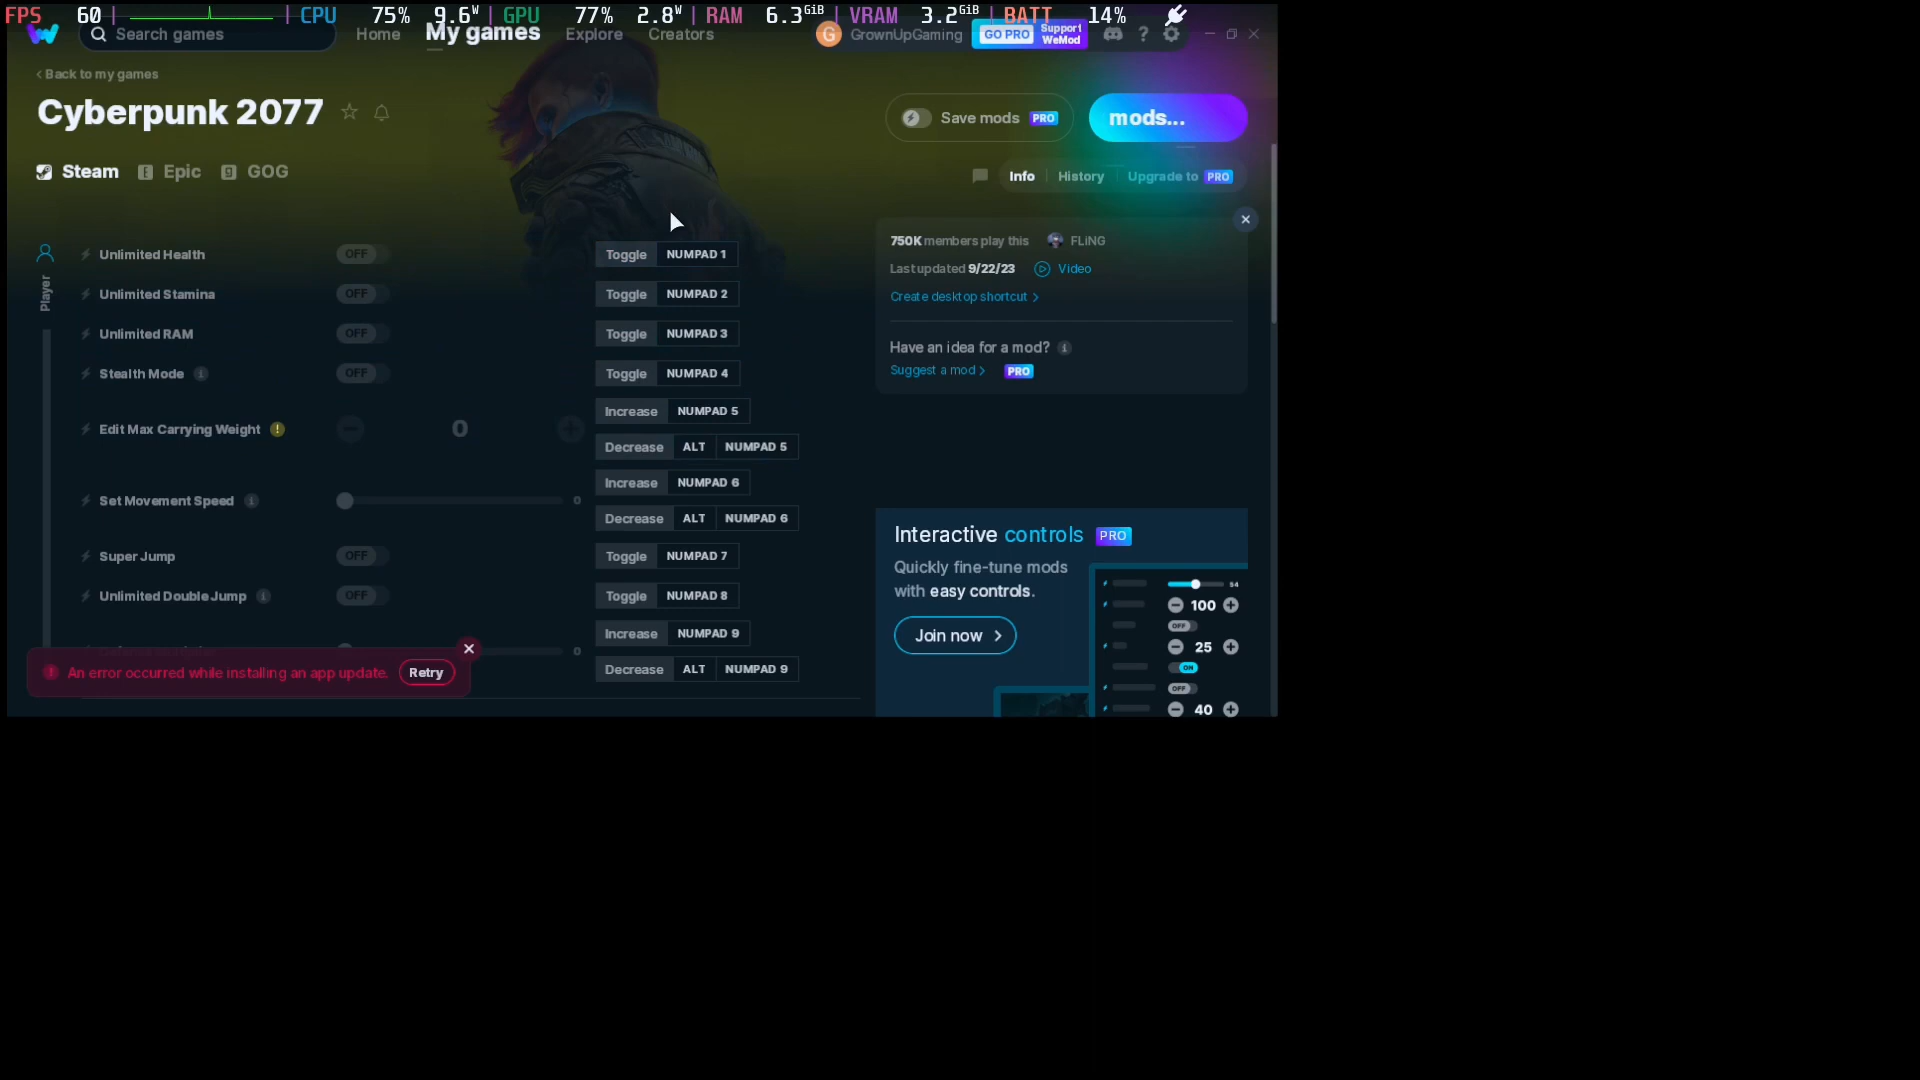 FPS 60 CPU 75% 9.6W GPU 77% 2.8W RAM 6.3GiB VRAM 3.2GiB BATT 14%
Search games Home My games Explore Creators G GrownUpGaming GO PRO Support WeMod ?
Back to my games
Cyberpunk 2077
Save mods PRO mods...
Steam E Epic GOG
Info History Upgrade to PRO
Player
Unlimited Health OFF Toggle NUMPAD 1
Unlimited Stamina OFF Toggle NUMPAD 2
Unlimited RAM OFF Toggle NUMPAD 3
Stealth Mode OFF Toggle NUMPAD 4
Edit Max Carrying Weight ! 0 Increase NUMPAD 5
Decrease ALT NUMPAD 5
Set Movement Speed 0 Increase NUMPAD 6
Decrease ALT NUMPAD 6
Super Jump OFF Toggle NUMPAD 7
Unlimited Double Jump OFF Toggle NUMPAD 8
0 Increase NUMPAD 9
Decrease ALT NUMPAD 9
An error occurred while installing an app update. Retry
750K members play this FLiNG
Last updated 9/22/23 Video
Create desktop shortcut
Have an idea for a mod?
Suggest a mod PRO
Interactive controls PRO
Quickly fine-tune mods
with easy controls.
Join now
54
100
OFF
25
ON
OFF
40